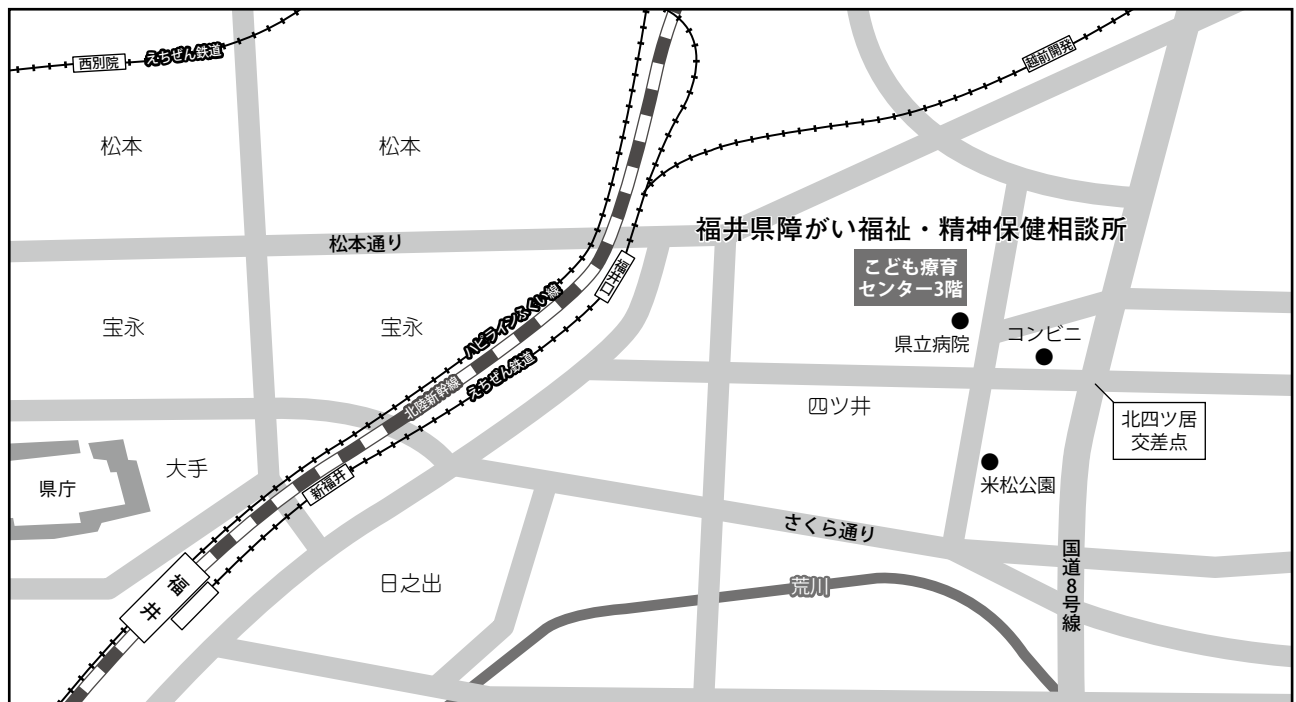 えちぜん鉄道
西別院
越前開発
松本
松本
福井県障がい福祉・精神保健相談所
松本通り
こども療育
センター3階
福井口
ハピラインふくい線
宝永
宝永
県立病院
コンビニ
えちぜん鉄道
北陸新幹線
四ツ井
北四ツ居
交差点
大手
県庁
新福井
米松公園
さくら通り
国道8号線
福井
日之出
荒川